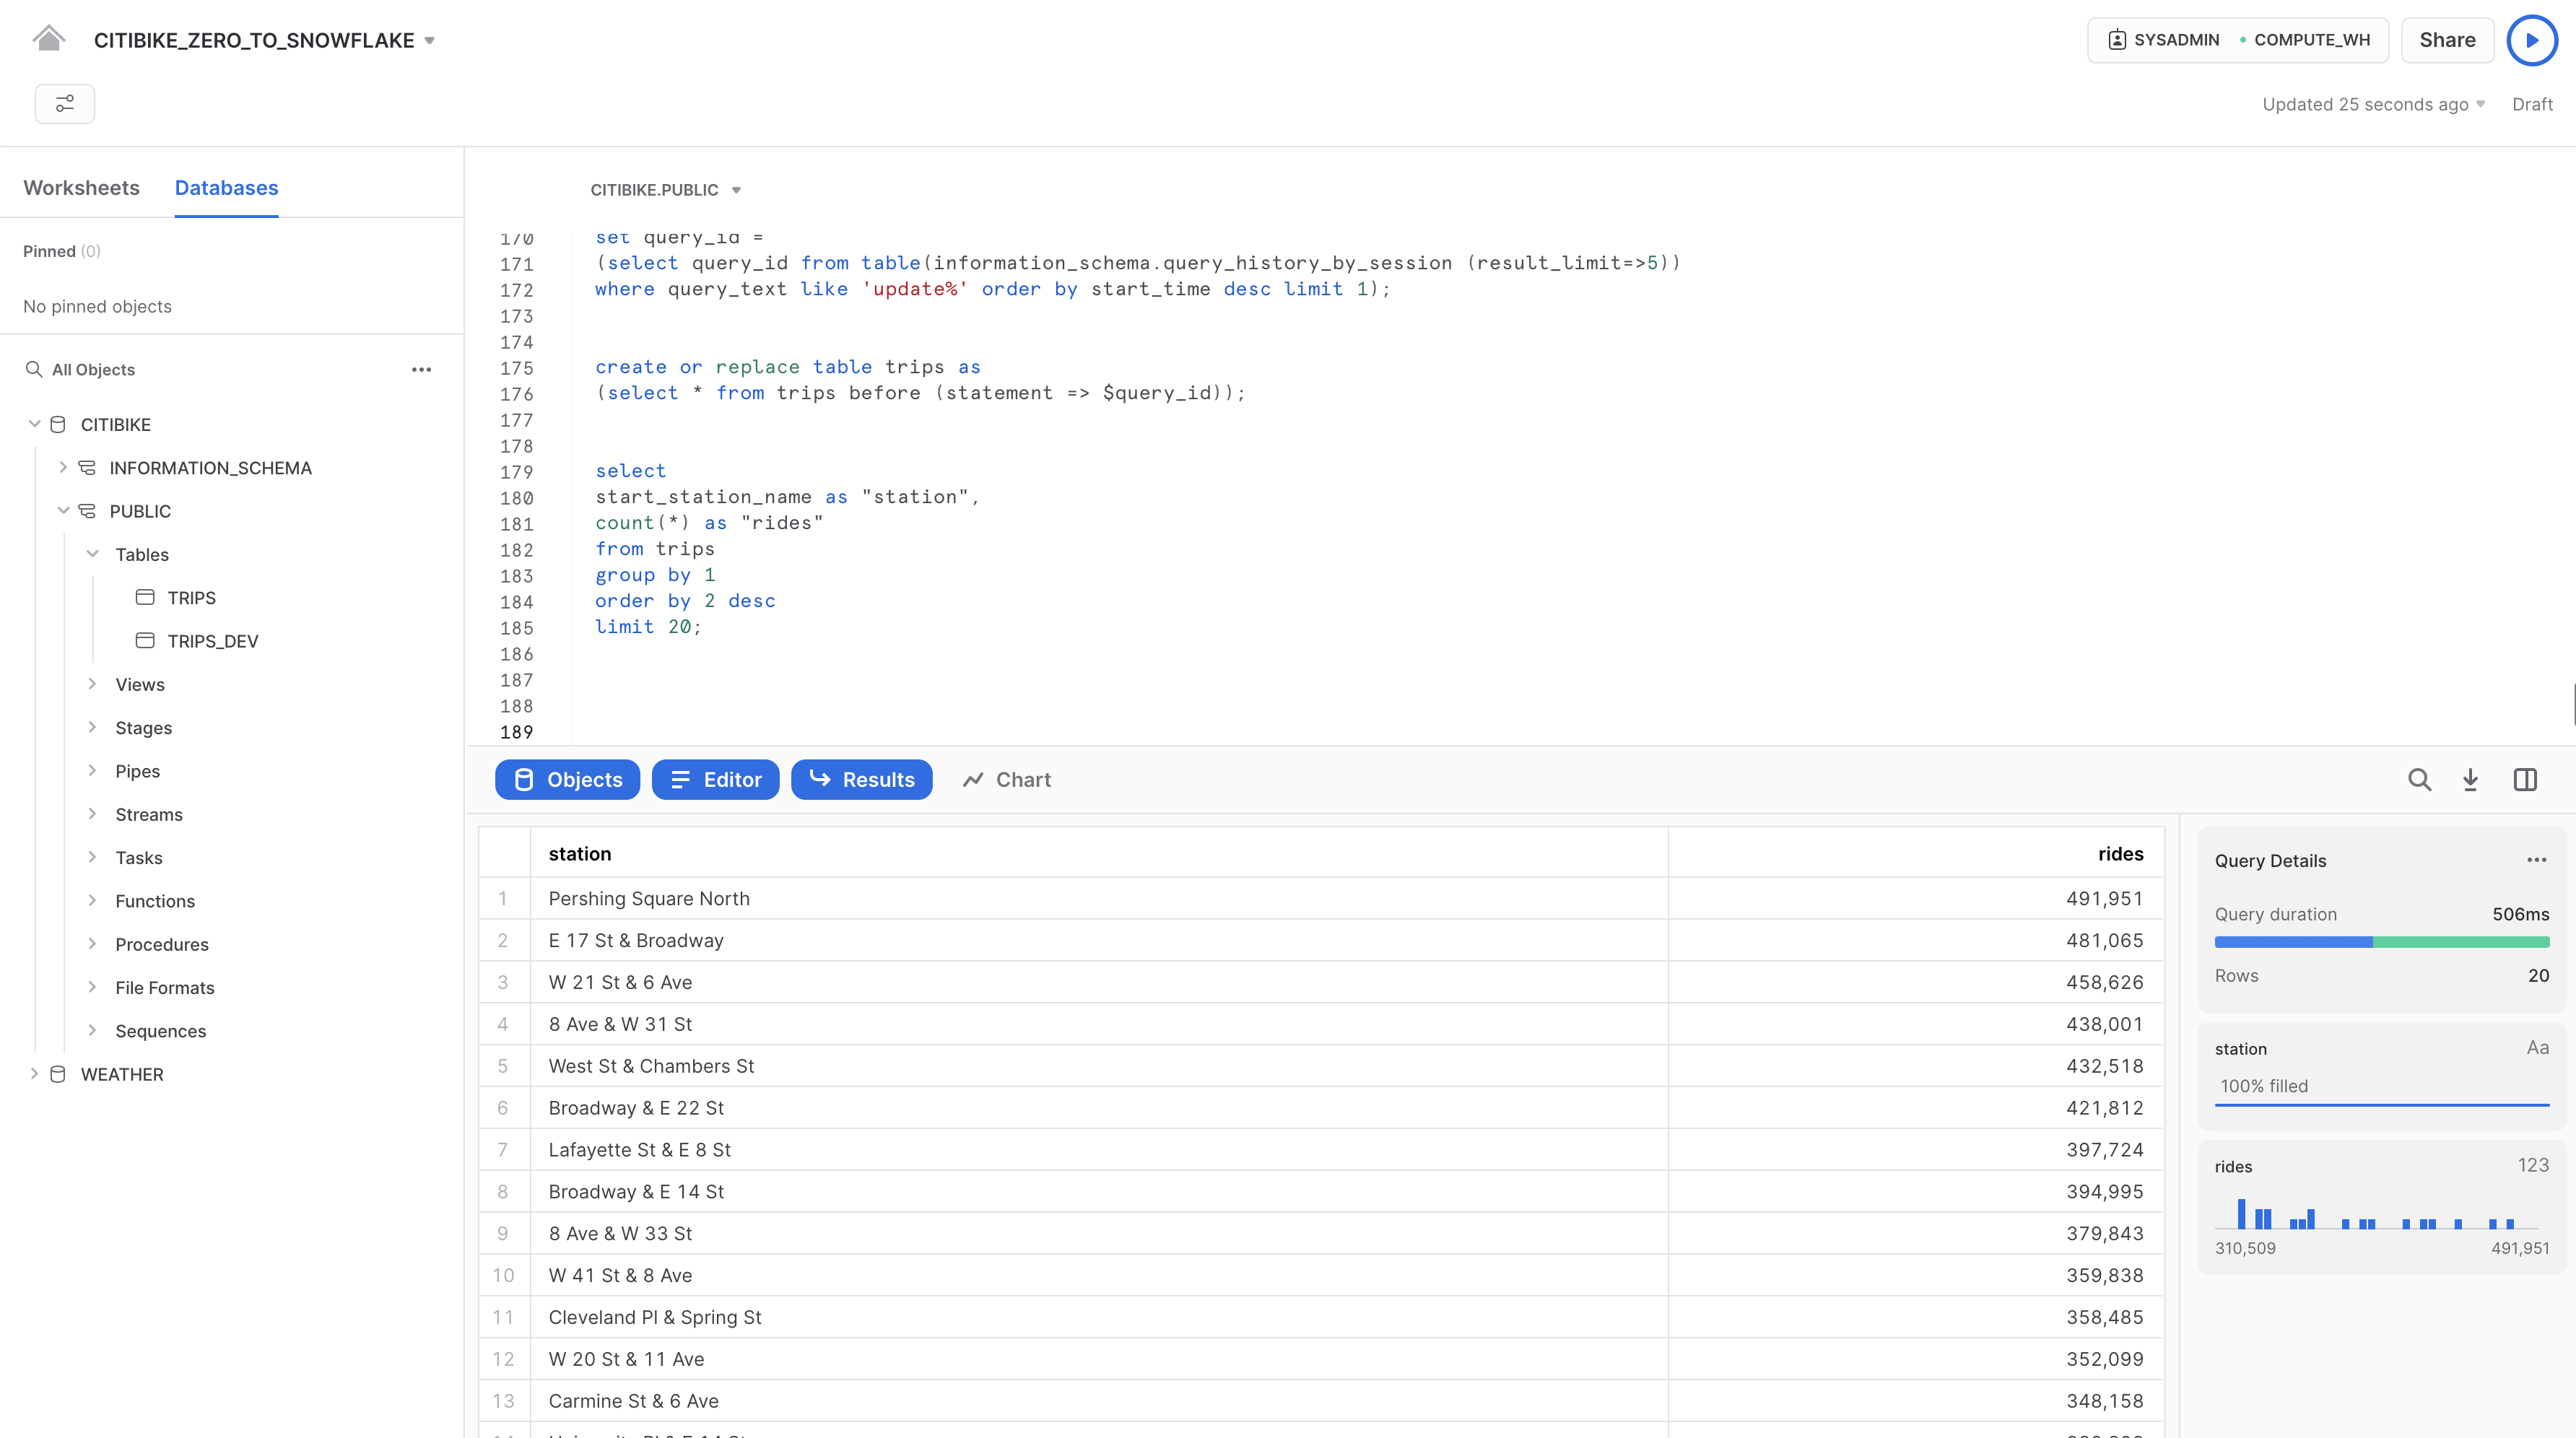 CITIBIKE_ZERO_TO_SNOWFLAKE
SYSADMIN COMPUTE_WH
Share
Updated 25 seconds ago
Draft
Worksheets Databases
Pinned (0)
No pinned objects
All Objects
CITIBIKE
INFORMATION_SCHEMA
PUBLIC
Tables
TRIPS
TRIPS_DEV
Views
Stages
Pipes
Streams
Tasks
Functions
Procedures
File Formats
Sequences
WEATHER
CITIBIKE.PUBLIC
170 set query_id =
171 (select query_id from table(information_schema.query_history_by_session (result_limit=>5))
172 where query_text like 'update%' order by start_time desc limit 1);
173
174
175 create or replace table trips as
176 (select * from trips before (statement => $query_id));
177
178
179 select
180 start_station_name as "station",
181 count(*) as "rides"
182 from trips
183 group by 1
184 order by 2 desc
185 limit 20;
186
187
188
189
Objects Editor Results Chart
station rides
1 Pershing Square North 491,951
2 E 17 St & Broadway 481,065
3 W 21 St & 6 Ave 458,626
4 8 Ave & W 31 St 438,001
5 West St & Chambers St 432,518
6 Broadway & E 22 St 421,812
7 Lafayette St & E 8 St 397,724
8 Broadway & E 14 St 394,995
9 8 Ave & W 33 St 379,843
10 W 41 St & 8 Ave 359,838
11 Cleveland Pl & Spring St 358,485
12 W 20 St & 11 Ave 352,099
13 Carmine St & 6 Ave 348,158
Query Details
Query duration 506ms
Rows 20
station Aa
100% filled
rides 123
310,509 491,951